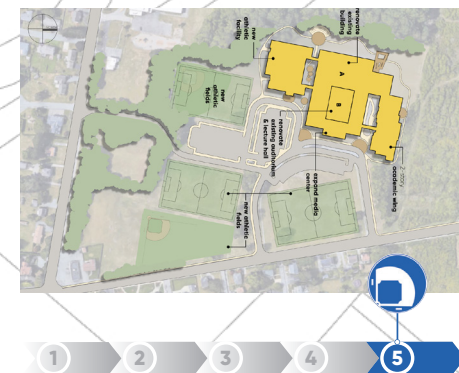 renovate
existing
building
new
athletic
facility
A
B
new
athletic
fields
renovate
existing auditorium
& lecture hall
expand media
center
academic wing
new athletic
fields
1
2
3
4
5